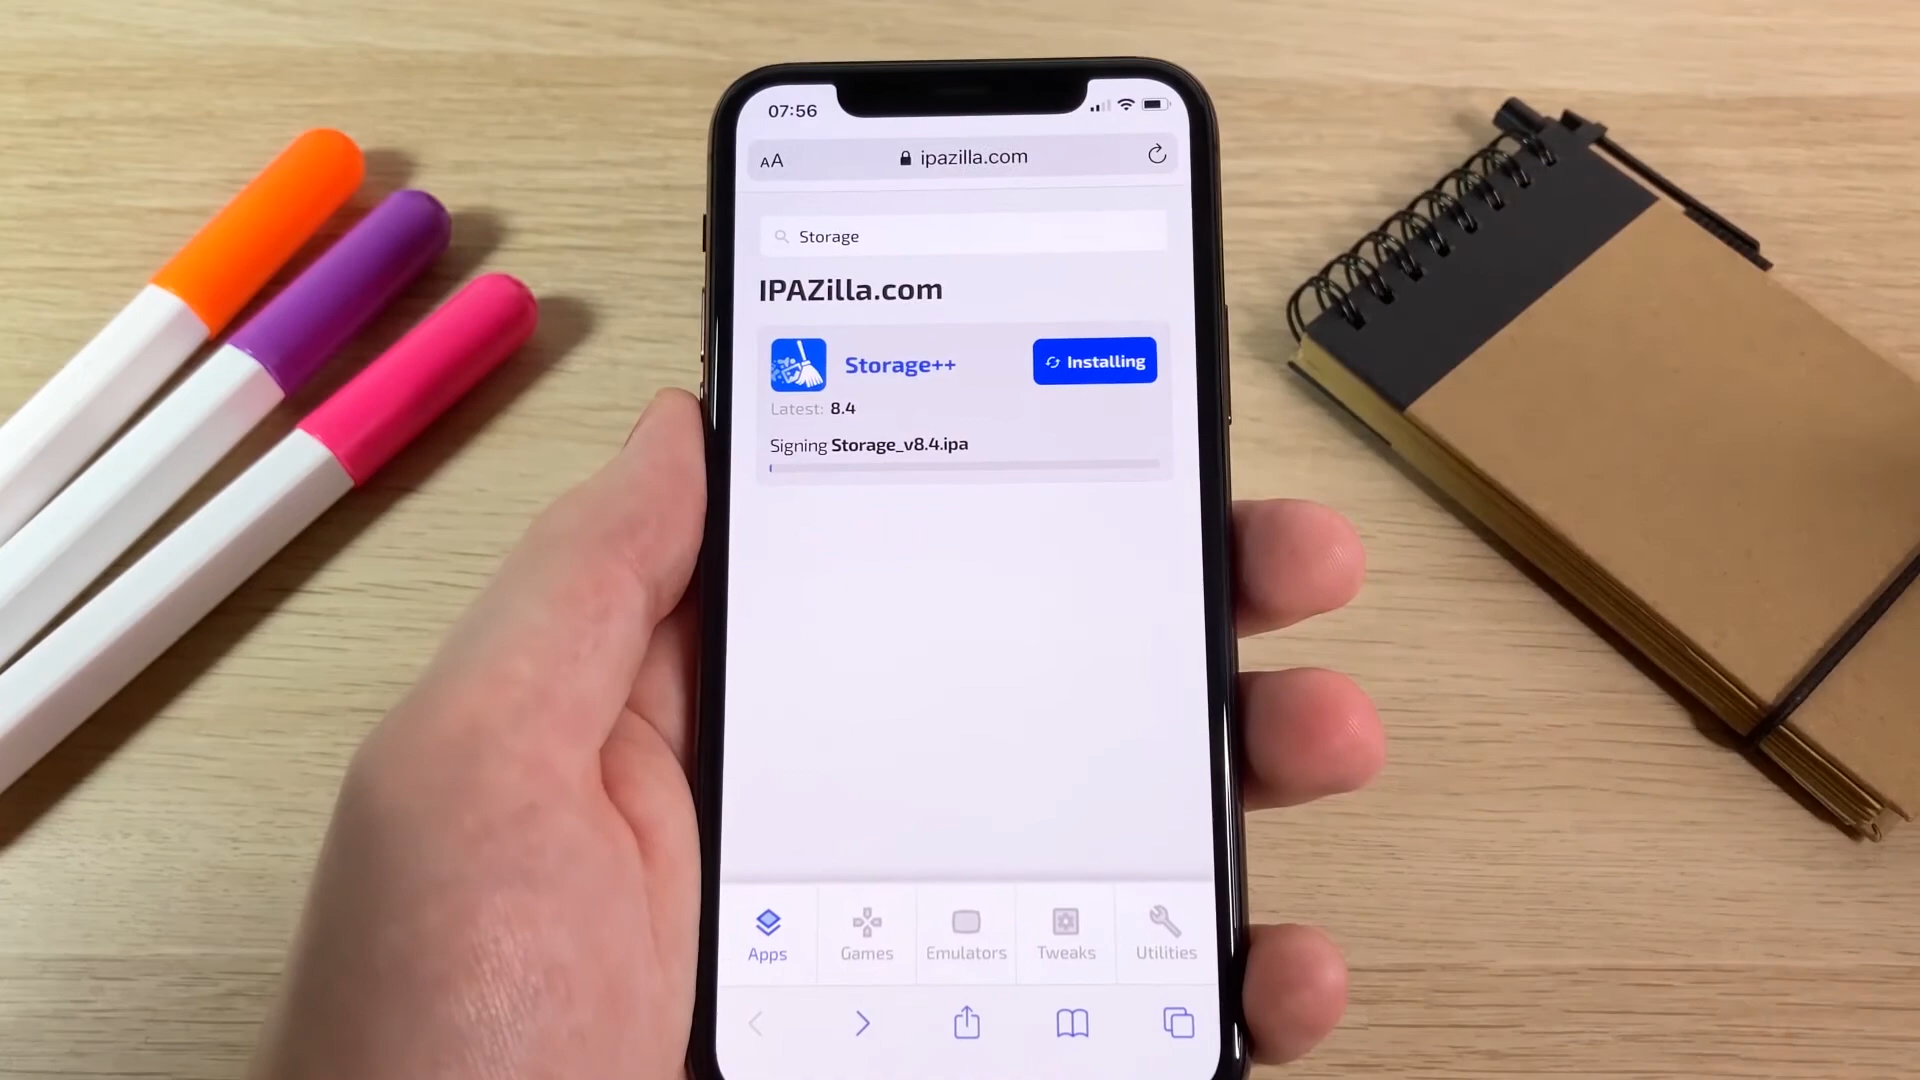 07:56
AA ipazilla.com
Storage
IPAZilla.com
Storage++
Installing
Latest: 8.4
Signing Storage_v8.4.ipa
Apps Games Emulators Tweaks Utilities